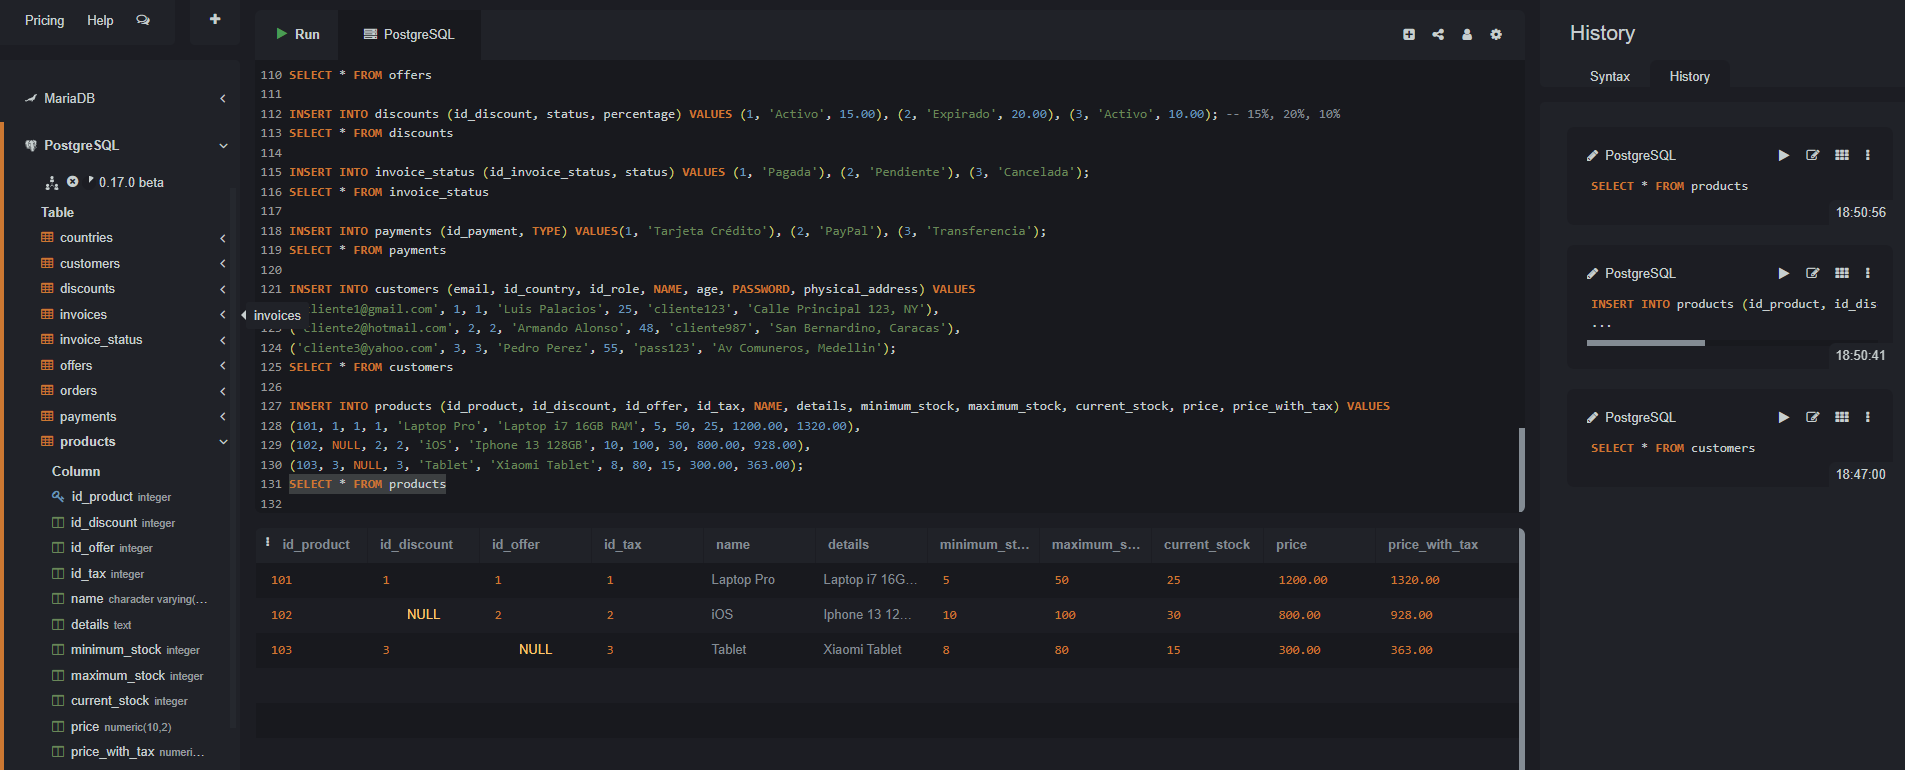 Pricing Help
MariaDB
PostgreSQL
0.17.0 beta
Table
countries
customers
discounts
invoices
invoice_status
offers
orders
payments
products
Column
id_product integer
id_discount integer
id_offer integer
id_tax integer
name character varying(...
details text
minimum_stock integer
maximum_stock integer
current_stock integer
price numeric(10,2)
price_with_tax numeri...
Run PostgreSQL
110 SELECT * FROM offers
111
112 INSERT INTO discounts (id_discount, status, percentage) VALUES (1, 'Activo', 15.00), (2, 'Expirado', 20.00), (3, 'Activo', 10.00); -- 15%, 20%, 10%
113 SELECT * FROM discounts
114
115 INSERT INTO invoice_status (id_invoice_status, status) VALUES (1, 'Pagada'), (2, 'Pendiente'), (3, 'Cancelada');
116 SELECT * FROM invoice_status
117
118 INSERT INTO payments (id_payment, TYPE) VALUES(1, 'Tarjeta Crédito'), (2, 'PayPal'), (3, 'Transferencia');
119 SELECT * FROM payments
120
121 INSERT INTO customers (email, id_country, id_role, NAME, age, PASSWORD, physical_address) VALUES
cliente1@gmail.com', 1, 1, 'Luis Palacios', 25, 'cliente123', 'Calle Principal 123, NY'),
invoices
'cliente2@hotmail.com', 2, 2, 'Armando Alonso', 48, 'cliente987', 'San Bernardino, Caracas'),
124 ('cliente3@yahoo.com', 3, 3, 'Pedro Perez', 55, 'pass123', 'Av Comuneros, Medellin');
125 SELECT * FROM customers
126
127 INSERT INTO products (id_product, id_discount, id_offer, id_tax, NAME, details, minimum_stock, maximum_stock, current_stock, price, price_with_tax) VALUES
128 (101, 1, 1, 1, 'Laptop Pro', 'Laptop i7 16GB RAM', 5, 50, 25, 1200.00, 1320.00),
129 (102, NULL, 2, 2, 'iOS', 'Iphone 13 128GB', 10, 100, 30, 800.00, 928.00),
130 (103, 3, NULL, 3, 'Tablet', 'Xiaomi Tablet', 8, 80, 15, 300.00, 363.00);
131 SELECT * FROM products
132
id_product id_discount id_offer id_tax name details minimum_st... maximum_s... current_stock price price_with_tax
101 1 1 1 Laptop Pro Laptop i7 16G... 5 50 25 1200.00 1320.00
102 NULL 2 2 iOS Iphone 13 12... 10 100 30 800.00 928.00
103 3 NULL 3 Tablet Xiaomi Tablet 8 80 15 300.00 363.00
History
Syntax History
PostgreSQL
SELECT * FROM products
18:50:56
PostgreSQL
INSERT INTO products (id_product, id_dis
...
18:50:41
PostgreSQL
SELECT * FROM customers
18:47:00